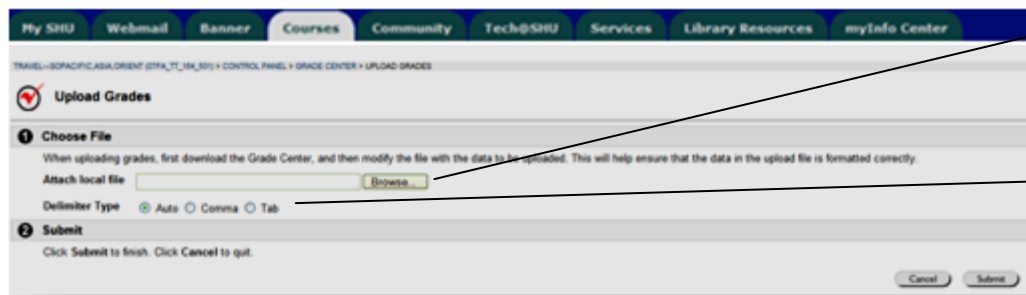 My SHU Webmail Banner Courses Community Tech@SHU Services Library Resources myInfo Center
TRAVEL--SOPACIFIC,ASIA,ORIENT > CONTROL PANEL > GRADE CENTER > UPLOAD GRADES
Upload Grades
1 Choose File
When uploading grades, first download the Grade Center, and then modify the file with the data to be uploaded. This will help ensure that the data in the upload file is formatted correctly.
Attach local file Browse...
Delimiter Type Auto Comma Tab
2 Submit
Click Submit to finish. Click Cancel to quit.
Cancel Submit